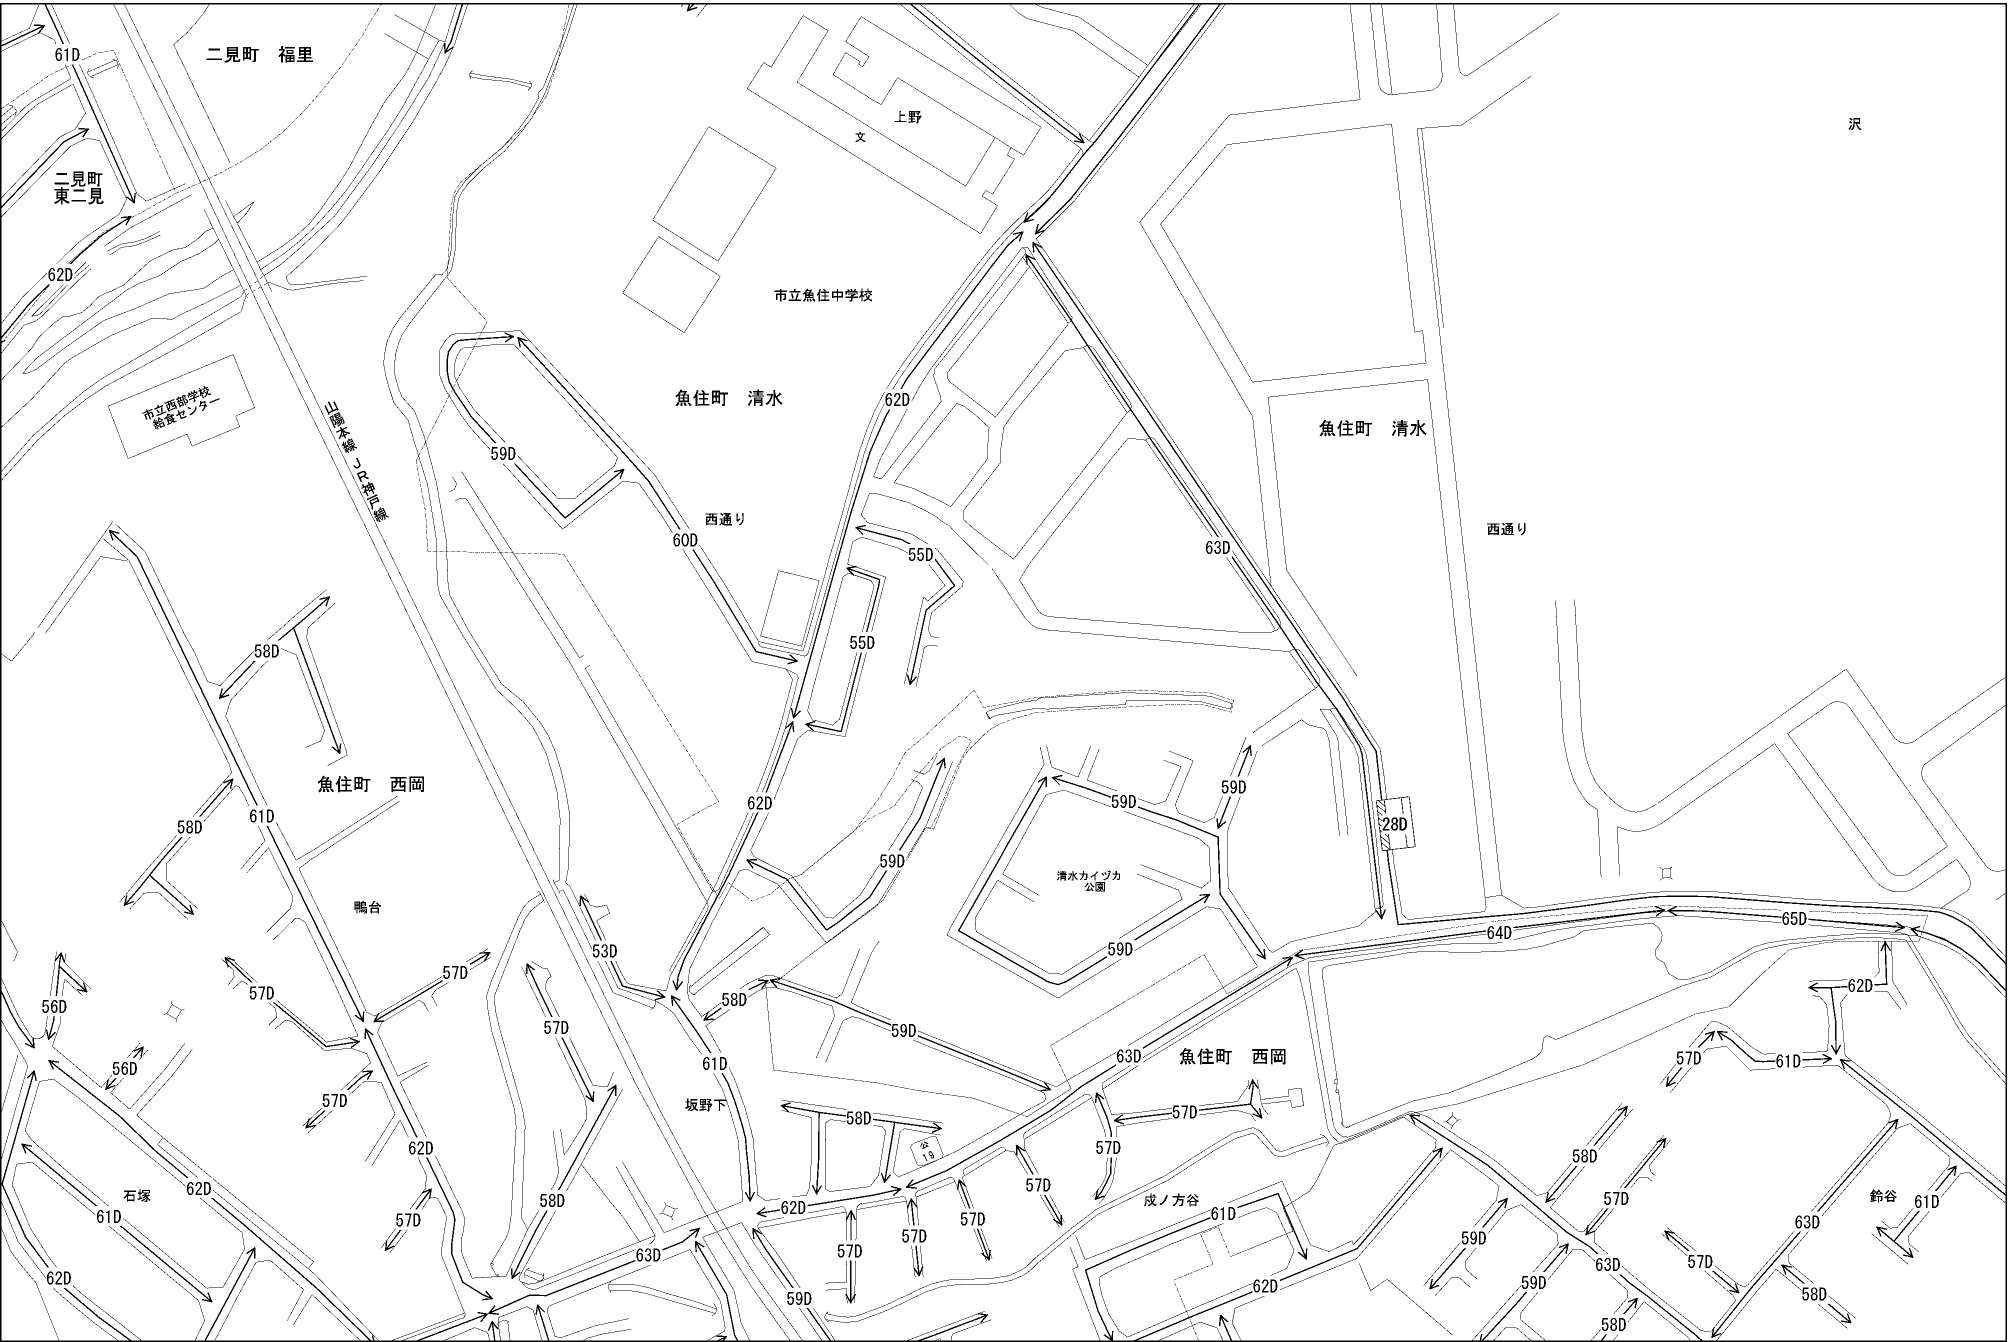 61D
二見町　福里
上野
文
沢
二見町
東二見
62D
市立魚住中学校
市立西部学校
給食センター
山陽本線 JR神戸線
魚住町　清水
62D
魚住町　清水
59D
西通り
60D
55D
63D
西通り
58D
55D
魚住町　西岡
61D
58D
62D
59D
59D
59D
28D
清水カイヅカ
公園
鴨台
53D
59D
64D
65D
57D
57D
56D
58D
57D
59D
62D
56D
61D
63D
魚住町　西岡
57D
61D
57D
坂野下
58D
57D
57D
公
19
62D
58D
57D
石塚
62D
61D
57D
58D
62D
57D
57D
57D
戍ノ方谷
61D
57D
鈴谷
61D
63D
59D
57D
63D
57D
62D
59D
62D
63D
59D
58D
58D